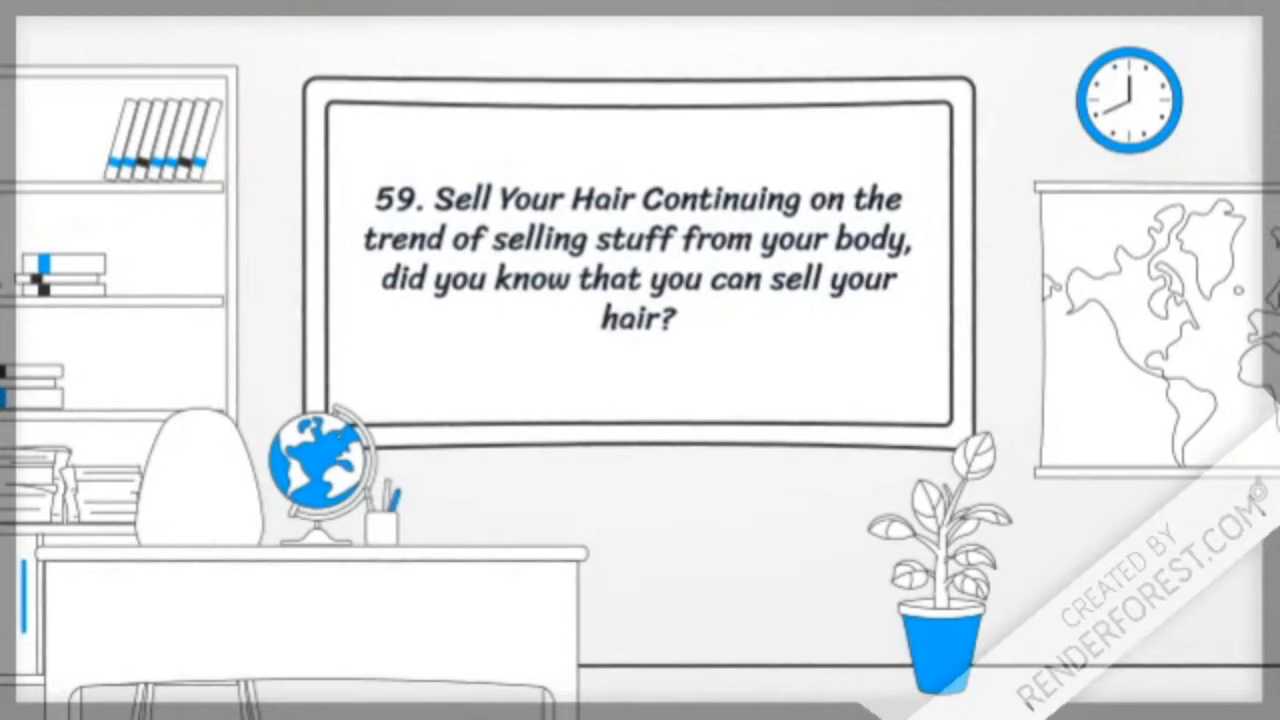 59. Sell Your Hair Continuing on the
trend of selling stuff from your body,
did you know that you can sell your
hair?
CREATED BY
RENDERFOREST.COM